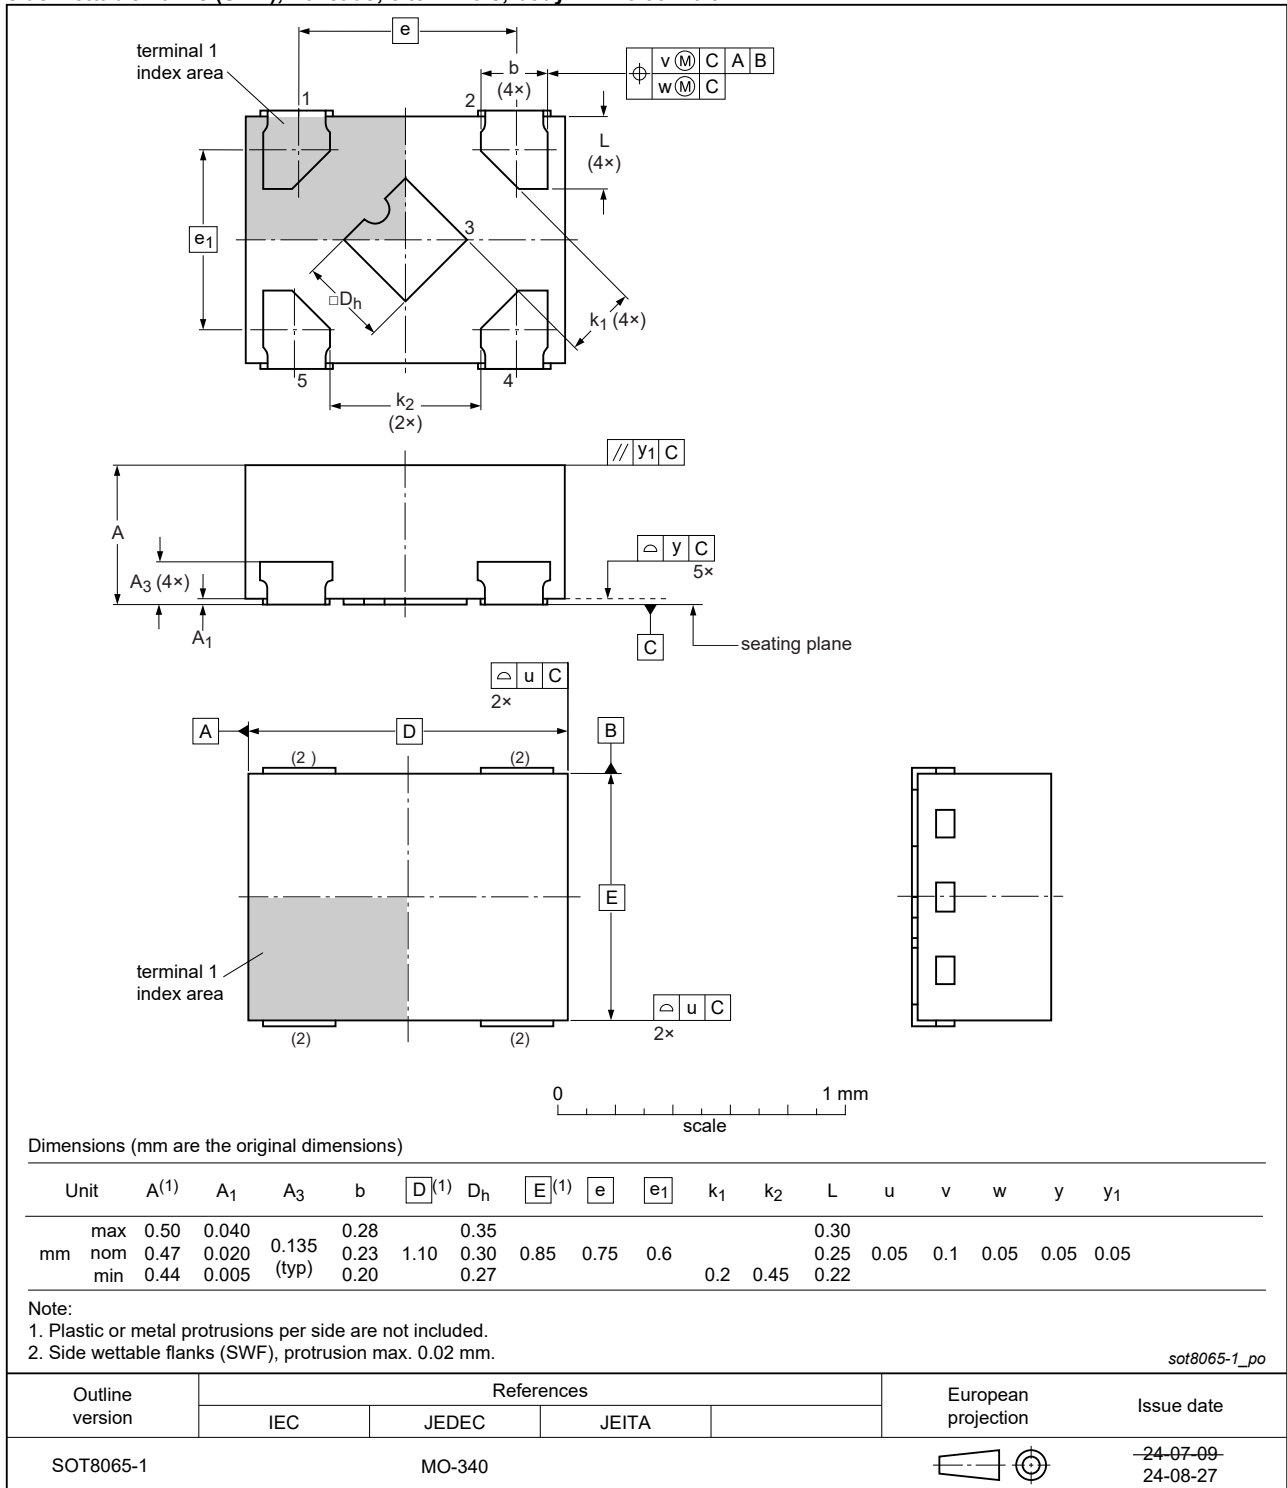 e
terminal 1
index area
b
(4×)
v Ⓜ C A B
w Ⓜ C
1
2
L
(4×)
e1
3
□Dh
k1 (4×)
5
4
k2
(2×)
// y1 C
A
A3 (4×)
A1
⌓ y C
5×
C
seating plane
⌓ u C
2×
A
D
B
(2 )
(2)
E
terminal 1
index area
⌓ u C
2×
(2)
(2)
0
1 mm
scale
Dimensions (mm are the original dimensions)
Unit A(1) A1 A3 b D(1) Dh E(1) e e1 k1 k2 L u v w y y1
max 0.50 0.040 0.28 0.35 0.30
mm nom 0.47 0.020 0.135 (typ) 0.23 1.10 0.30 0.85 0.75 0.6 0.25 0.05 0.1 0.05 0.05 0.05
min 0.44 0.005 0.20 0.27 0.2 0.45 0.22
Note:
1. Plastic or metal protrusions per side are not included.
2. Side wettable flanks (SWF), protrusion max. 0.02 mm.
sot8065-1_po
Outline version
References
European projection
Issue date
IEC JEDEC JEITA
SOT8065-1 MO-340
24-07-09
24-08-27